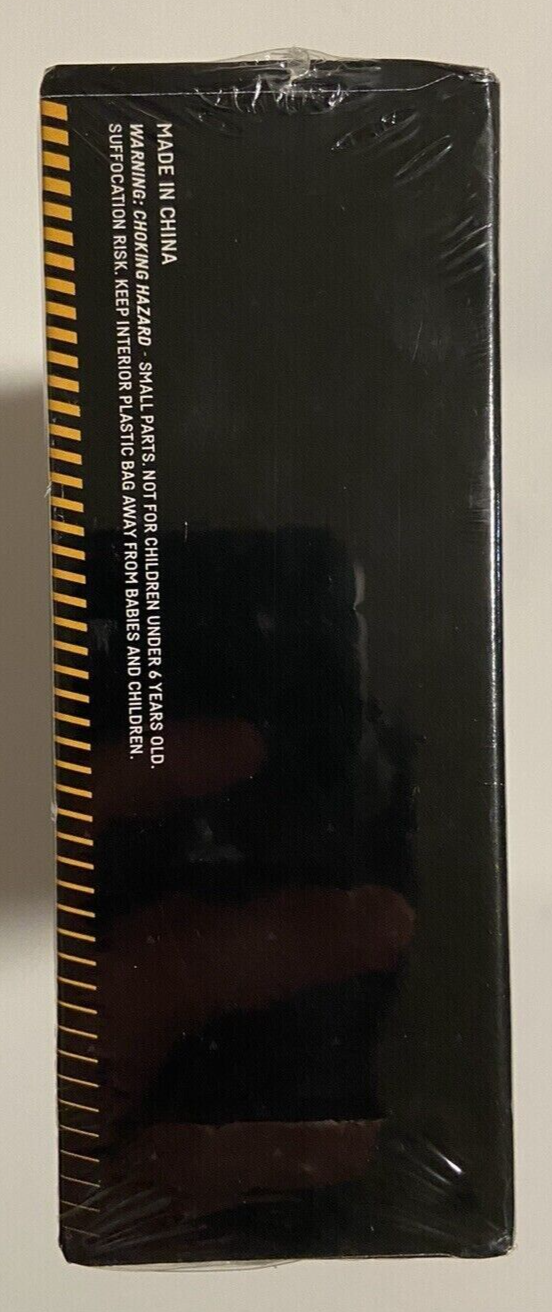 MADE IN CHINA
WARNING: CHOKING HAZARD - SMALL PARTS. NOT FOR CHILDREN UNDER 6 YEARS OLD.
SUFFOCATION RISK. KEEP INTERIOR PLASTIC BAG AWAY FROM BABIES AND CHILDREN.